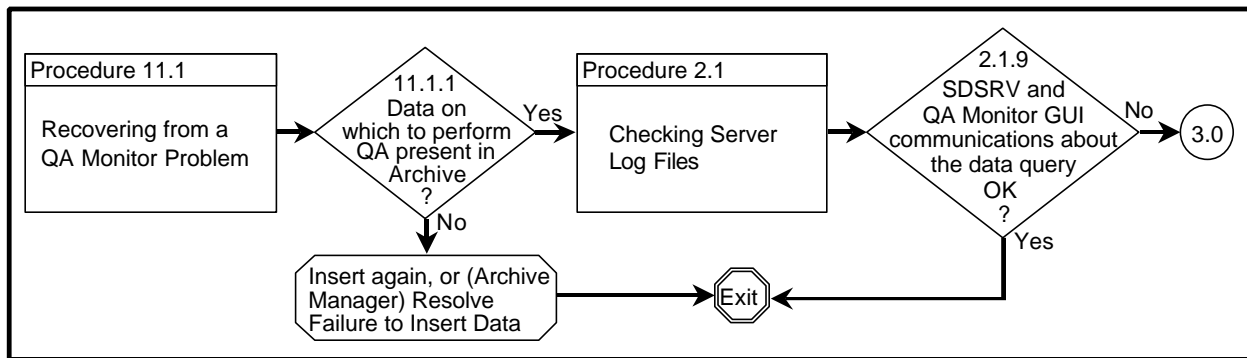 Procedure 11.1
Recovering from a
QA Monitor Problem
11.1.1
Data on
which to perform
QA present in
Archive
?
Yes
No
Procedure 2.1
Checking Server
Log Files
2.1.9
SDSRV and
QA Monitor GUI
communications about
the data query
OK
?
No
3.0
Yes
Insert again, or (Archive
Manager) Resolve
Failure to Insert Data
Exit